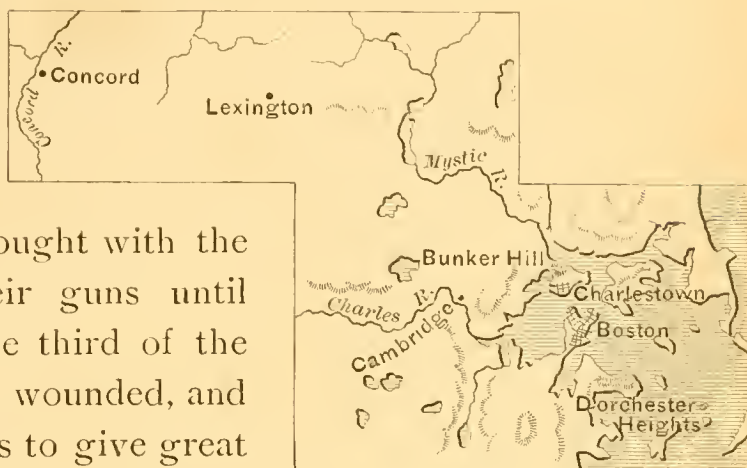 Concord R.
Concord
Lexington
Mystic R.
Bunker Hill
Charlestown
Charles R.
Cambridge
Boston
Dorchester
Heights
ought with the
eir guns until
e third of the
wounded, and
s to give great